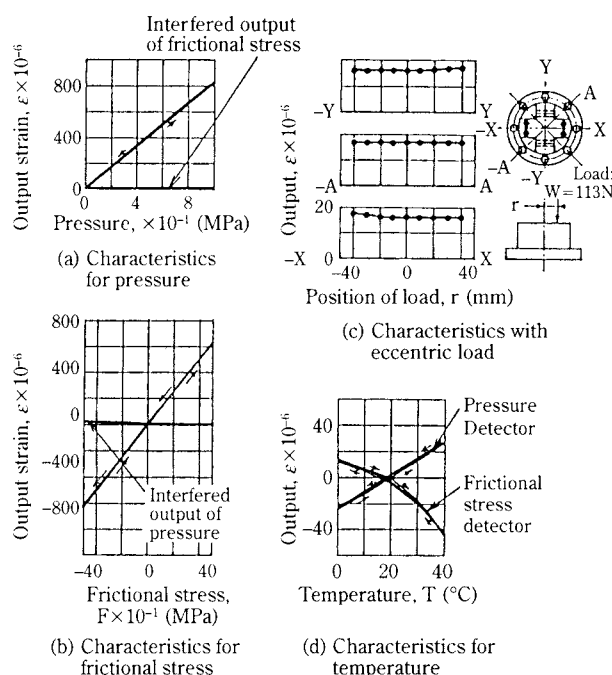 Interfered output
of frictional stress
Output strain, ε×10⁻⁶
800
400
0
0
10
Pressure, ×10⁻¹ (MPa)
(a) Characteristics
for pressure
Output, ε×10⁻⁶
–Y
Y
–A
A
20
10
0
–X
X
–40
0
40
Position of load, r (mm)
(c) Characteristics with
eccentric load
Y
A
–X
X
–A
–Y
Load:
W=113N
r
Output strain, ε×10⁻⁶
800
400
0
–400
–800
Interfered
output of
pressure
–40
0
40
Frictional stress,
F×10⁻¹ (MPa)
(b) Characteristics for
frictional stress
Output, ε×10⁻⁶
40
0
–40
Pressure
Detector
Frictional
stress
detector
0
20
40
Temperature, T (°C)
(d) Characteristics for
temperature